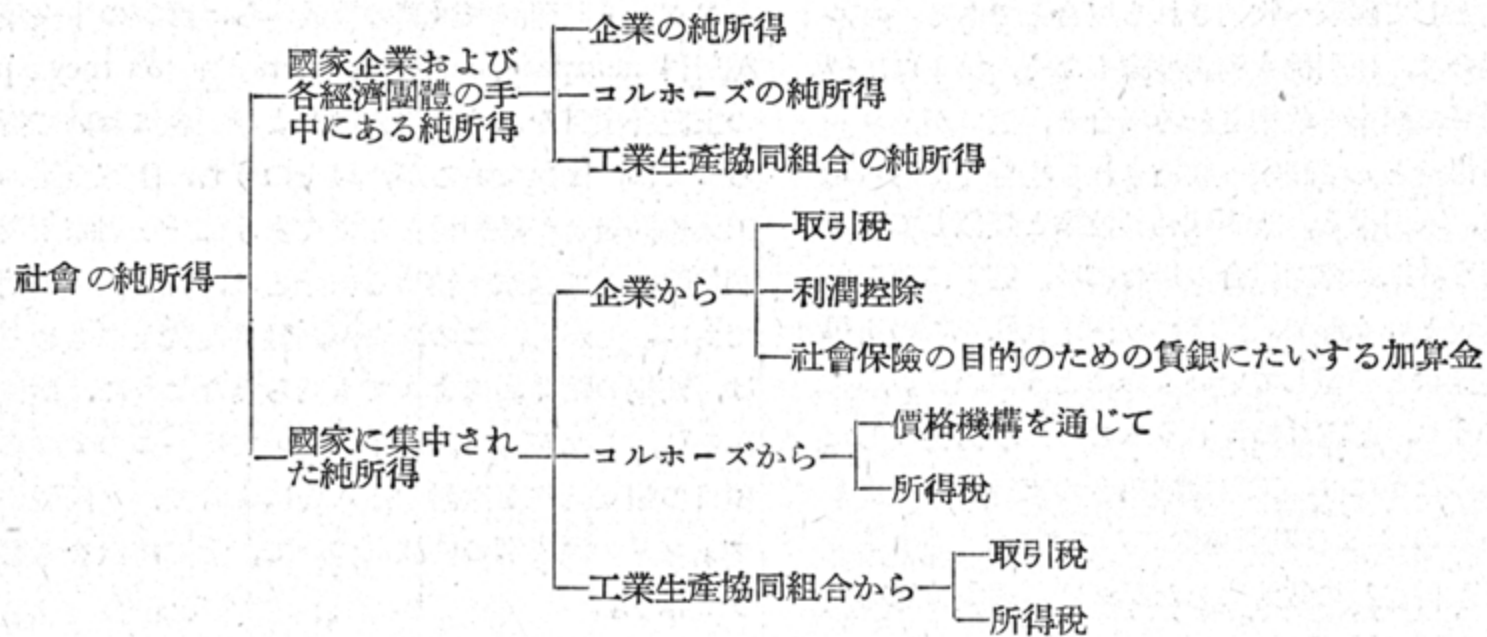 社會の純所得
國家企業および
各經濟團體の手
中にある純所得
企業の純所得
コルホーズの純所得
工業生產協同組合の純所得
國家に集中され
た純所得
企業から
取引稅
利潤控除
社會保險の目的のための賃銀にたいする加算金
コルホーズから
價格機構を通じて
所得稅
工業生產協同組合から
取引稅
所得稅